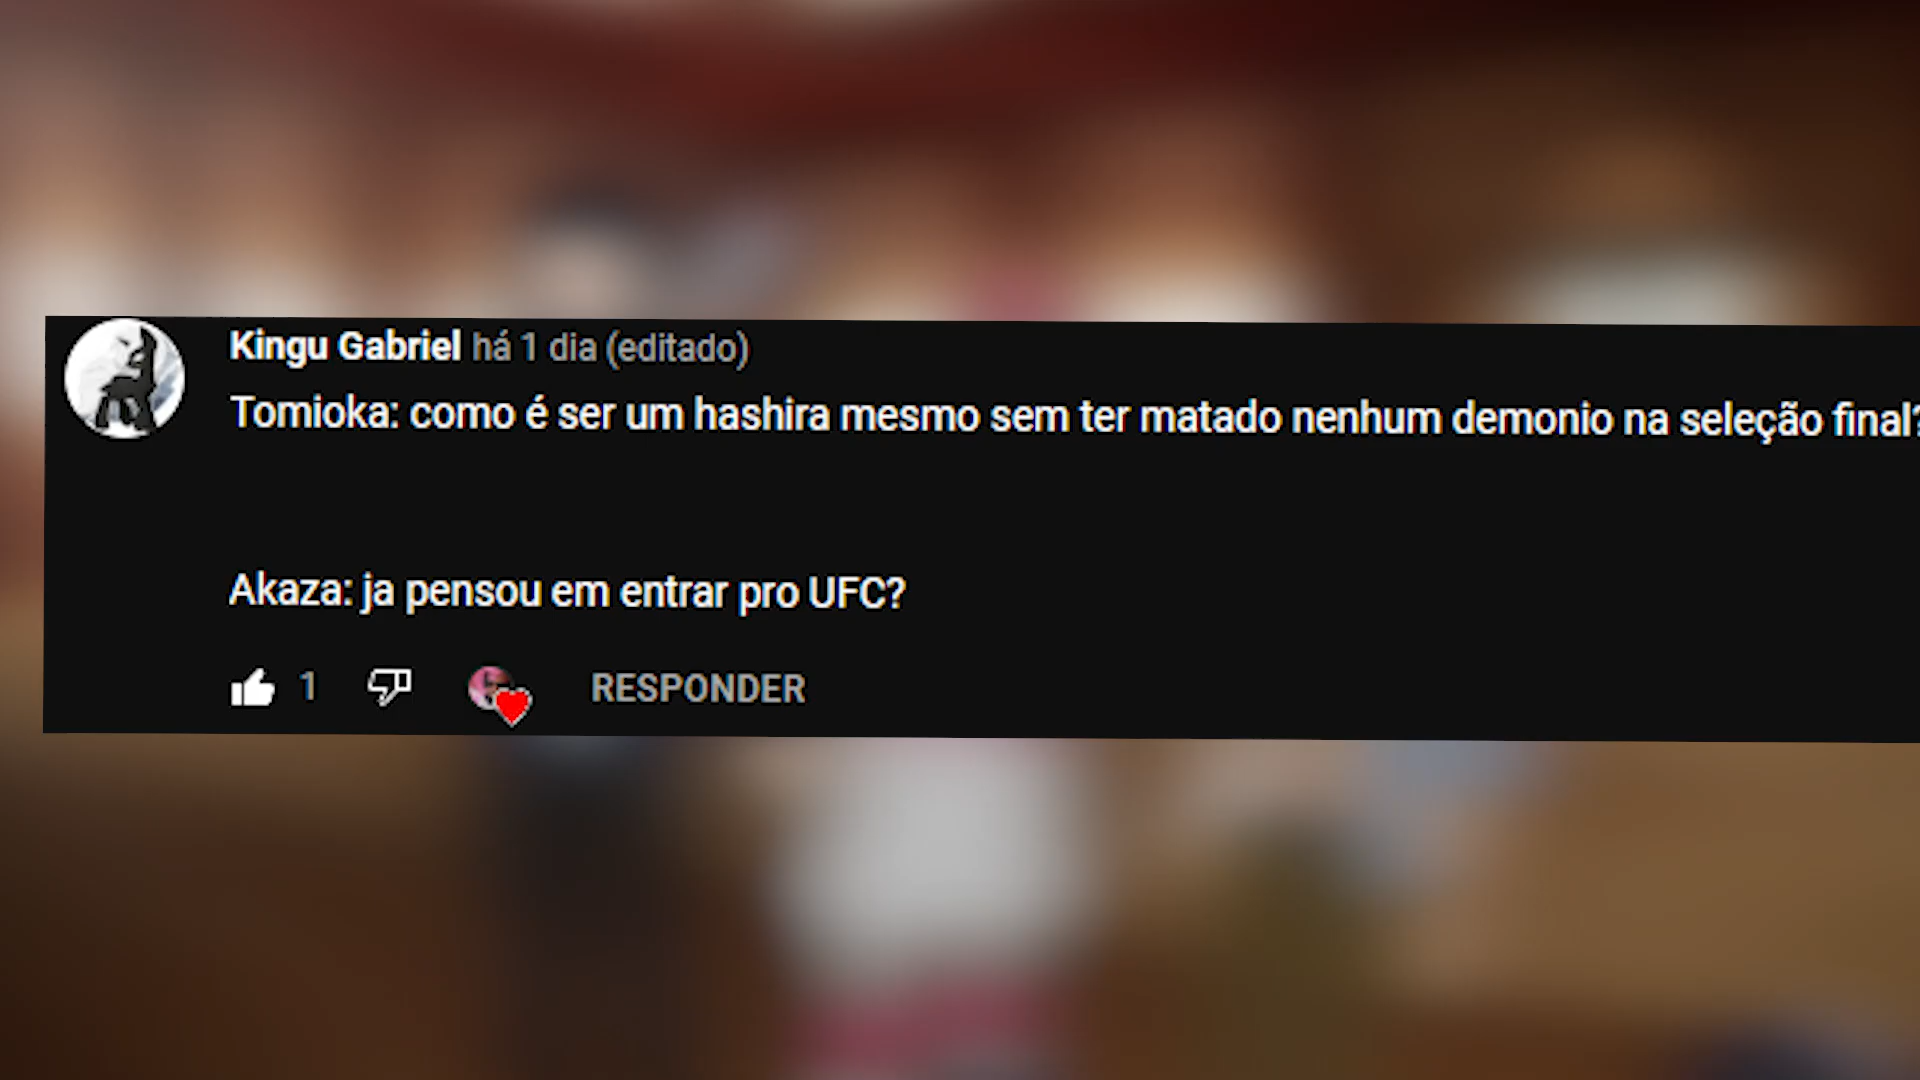 Kingu Gabriel há 1 dia (editado)
Tomioka: como é ser um hashira mesmo sem ter matado nenhum demonio na seleção final?
Akaza: ja pensou em entrar pro UFC?
1 RESPONDER